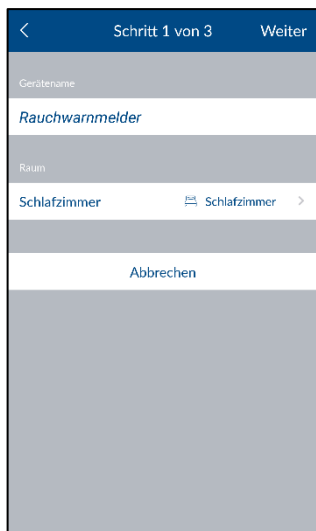 Schritt 1 von 3 Weiter
Gerätename
Rauchwarnmelder
Raum
Schlafzimmer Schlafzimmer
Abbrechen